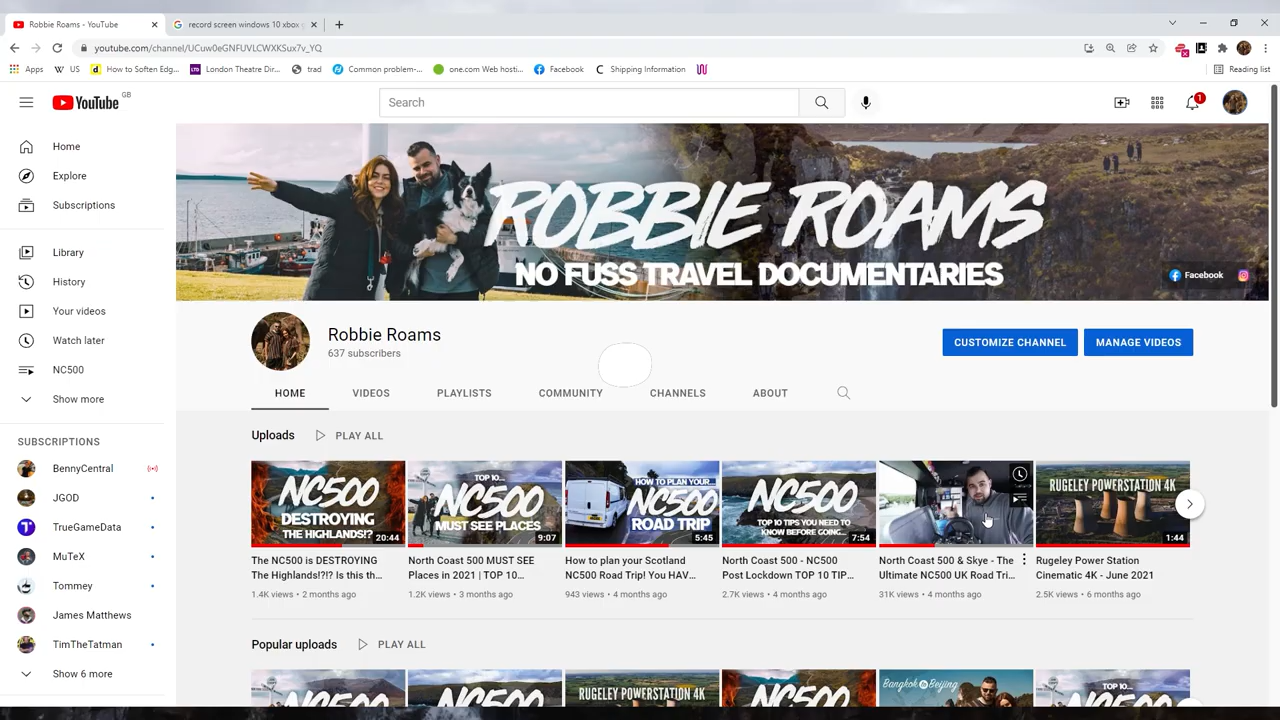 Robbie Roams - YouTube
record screen windows 10 xbox
youtube.com/channel/UCuw0eGNFUVLCWXKSux7v_YQ
Apps
US
How to Soften Edg...
London Theatre Dir...
trad
Common problem-...
one.com Web hosti...
Facebook
Shipping Information
Reading list
YouTube GB
Search
1
Home
Explore
Subscriptions
Library
History
Your videos
Watch later
NC500
Show more
SUBSCRIPTIONS
BennyCentral
JGOD
TrueGameData
MuTeX
Tommey
James Matthews
TimTheTatman
Show 6 more
ROBBIE ROAMS
NO FUSS TRAVEL DOCUMENTARIES
Facebook
Robbie Roams
637 subscribers
CUSTOMIZE CHANNEL
MANAGE VIDEOS
HOME
VIDEOS
PLAYLISTS
COMMUNITY
CHANNELS
ABOUT
Uploads
PLAY ALL
NC500
DESTROYING
THE HIGHLANDS!?
20:44
The NC500 is DESTROYING
The Highlands!?!? Is this th...
1.4K views • 2 months ago
TOP 10...
NC500
MUST SEE PLACES
9:07
North Coast 500 MUST SEE
Places in 2021 | TOP 10...
1.2K views • 3 months ago
HOW TO PLAN YOUR...
NC500
ROAD TRIP!
5:45
How to plan your Scotland
NC500 Road Trip! You HAV...
943 views • 4 months ago
NC500
TOP 10 TIPS YOU NEED TO
KNOW BEFORE GOING...
7:54
North Coast 500 - NC500
Post Lockdown TOP 10 TIP...
2.7K views • 4 months ago
North Coast 500 & Skye - The
Ultimate NC500 UK Road Tri...
31K views • 4 months ago
RUGELEY POWERSTATION 4K
1:44
Rugeley Power Station
Cinematic 4K - June 2021
2.5K views • 6 months ago
Popular uploads
PLAY ALL
NC500
NC500
RUGELEY POWERSTATION 4K
NC500
Bangkok to Beijing
TOP 10...
NC500